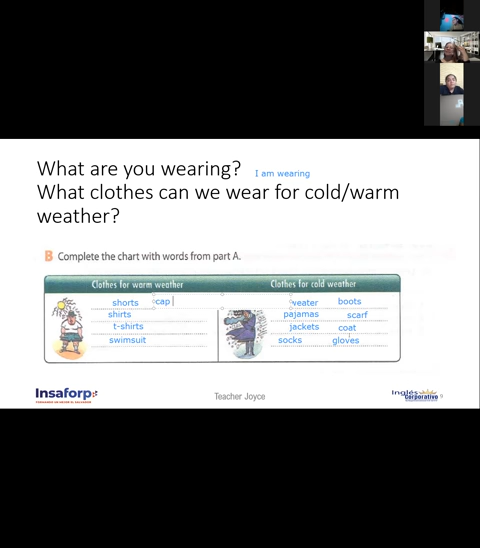 What are you wearing? I am wearing
What clothes can we wear for cold/warm
weather?
B Complete the chart with words from part A.
Clothes for warm weather
Clothes for cold weather
shorts cap
shirts
t-shirts
swimsuit
weater boots
pajamas scarf
jackets coat
socks gloves
Insaforp
Teacher Joyce
Inglés
Corporativo